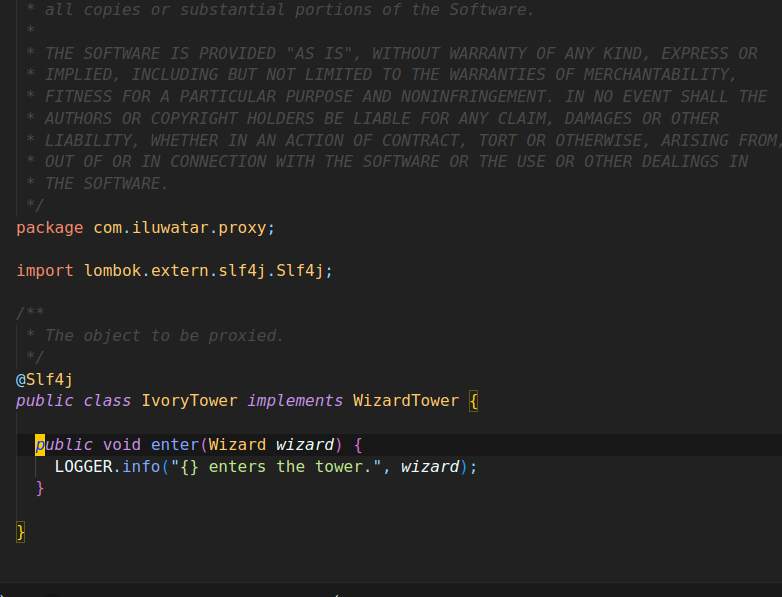 * all copies or substantial portions of the Software.
*
* THE SOFTWARE IS PROVIDED "AS IS", WITHOUT WARRANTY OF ANY KIND, EXPRESS OR
* IMPLIED, INCLUDING BUT NOT LIMITED TO THE WARRANTIES OF MERCHANTABILITY,
* FITNESS FOR A PARTICULAR PURPOSE AND NONINFRINGEMENT. IN NO EVENT SHALL THE
* AUTHORS OR COPYRIGHT HOLDERS BE LIABLE FOR ANY CLAIM, DAMAGES OR OTHER
* LIABILITY, WHETHER IN AN ACTION OF CONTRACT, TORT OR OTHERWISE, ARISING FROM,
* OUT OF OR IN CONNECTION WITH THE SOFTWARE OR THE USE OR OTHER DEALINGS IN
* THE SOFTWARE.
*/
package com.iluwatar.proxy;
import lombok.extern.slf4j.Slf4j;
/**
* The object to be proxied.
*/
@Slf4j
public class IvoryTower implements WizardTower {
public void enter(Wizard wizard) {
LOGGER.info("{} enters the tower.", wizard);
}
}